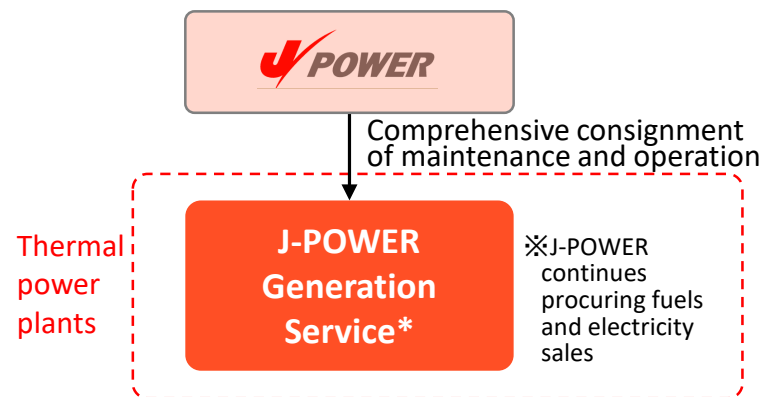 J POWER
Comprehensive consignment
of maintenance and operation
Thermal
power
plants
J-POWER
Generation
Service*
※J-POWER
continues
procuring fuels
and electricity
sales